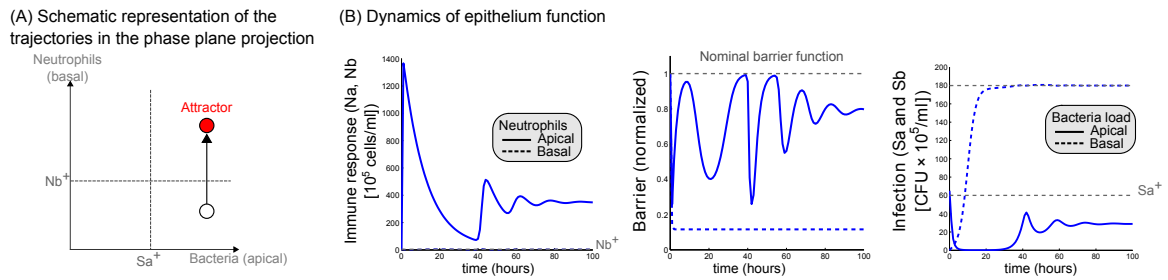 (A) Schematic representation of the
trajectories in the phase plane projection
Neutrophils
(basal)
Attractor
Nb+
Sa+
Bacteria (apical)
(B) Dynamics of epithelium function
Immune response (Na, Nb)
[10^5 cells/ml]
1400
1200
1000
800
600
400
200
0
0 20 40 60 80 100
time (hours)
Neutrophils
Apical
Basal
Nb+
Barrier (normalized)
Nominal barrier function
1
0.8
0.6
0.4
0.2
0
0 20 40 60 80 100
time (hours)
Infection (Sa and Sb)
[CFU × 10^5/ml]
200
180
160
140
120
100
80
60
40
20
0
0 20 40 60 80 100
time (hours)
Bacteria load
Apical
Basal
Sa+